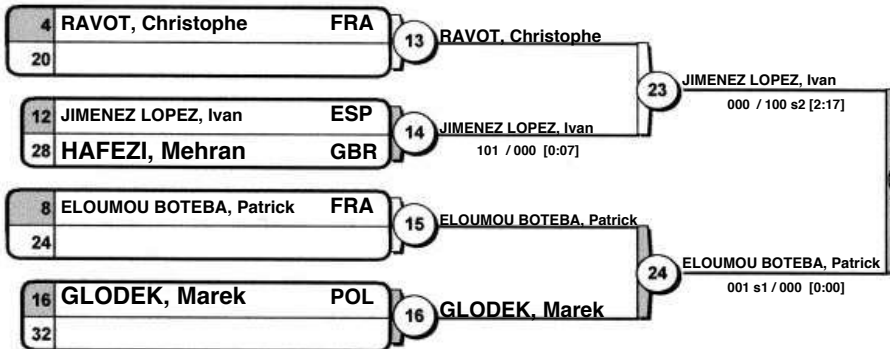 4 RAVOT, Christophe FRA
20
13 RAVOT, Christophe
12 JIMENEZ LOPEZ, Ivan ESP
28 HAFEZI, Mehran GBR
14 JIMENEZ LOPEZ, Ivan
101 / 000 [0:07]
23 JIMENEZ LOPEZ, Ivan
000 / 100 s2 [2:17]
8 ELOUMOU BOTEBA, Patrick FRA
24
15 ELOUMOU BOTEBA, Patrick
16 GLODEK, Marek POL
32
16 GLODEK, Marek
24 ELOUMOU BOTEBA, Patrick
001 s1 / 000 [0:00]